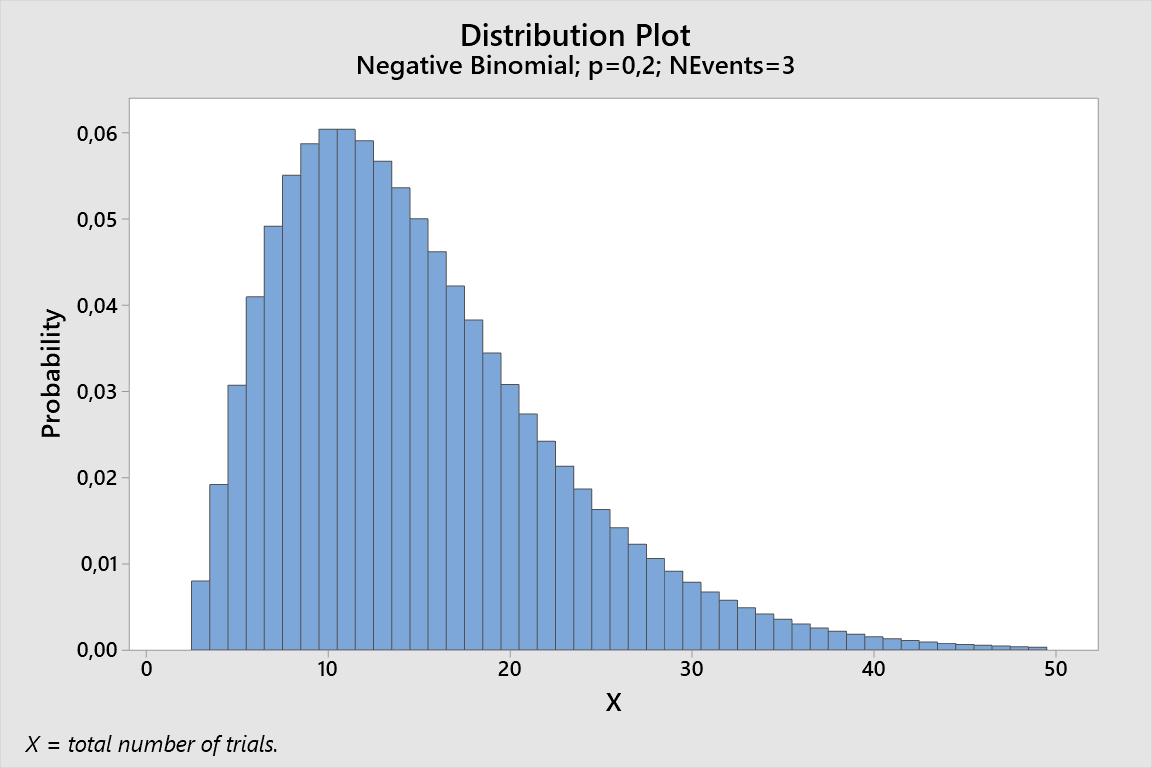 Distribution Plot
Negative Binomial; p=0,2; NEvents=3
0,06
0,05
0,04
0,03
0,02
0,01
0,00
Probability
0 10 20 30 40 50
X
X = total number of trials.